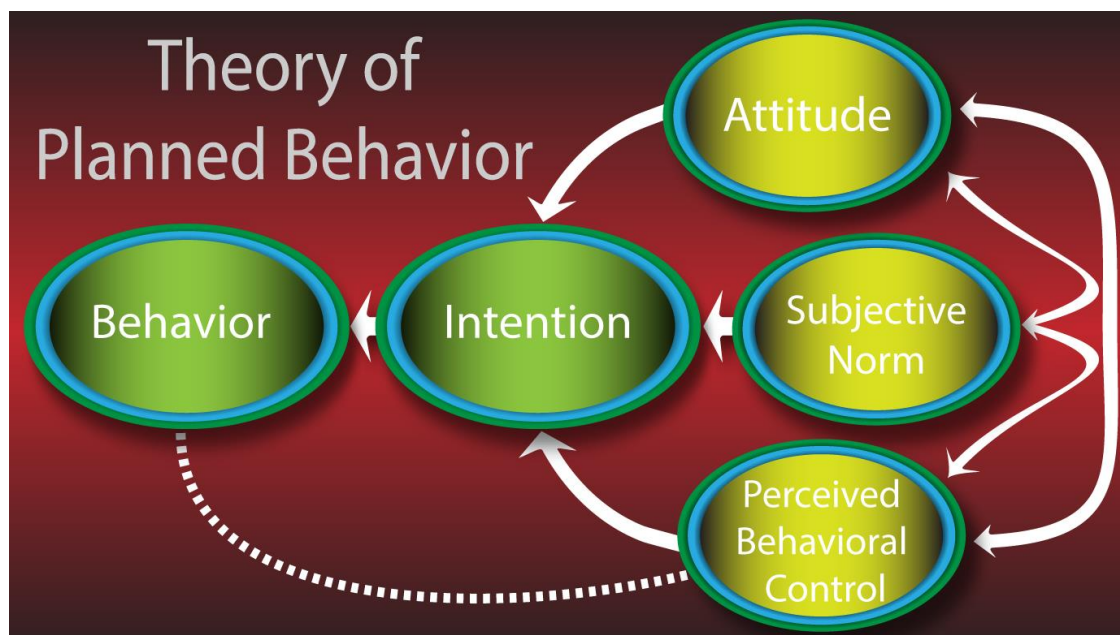 Theory of
Planned Behavior
Attitude
Behavior
Intention
Subjective
Norm
Perceived
Behavioral
Control